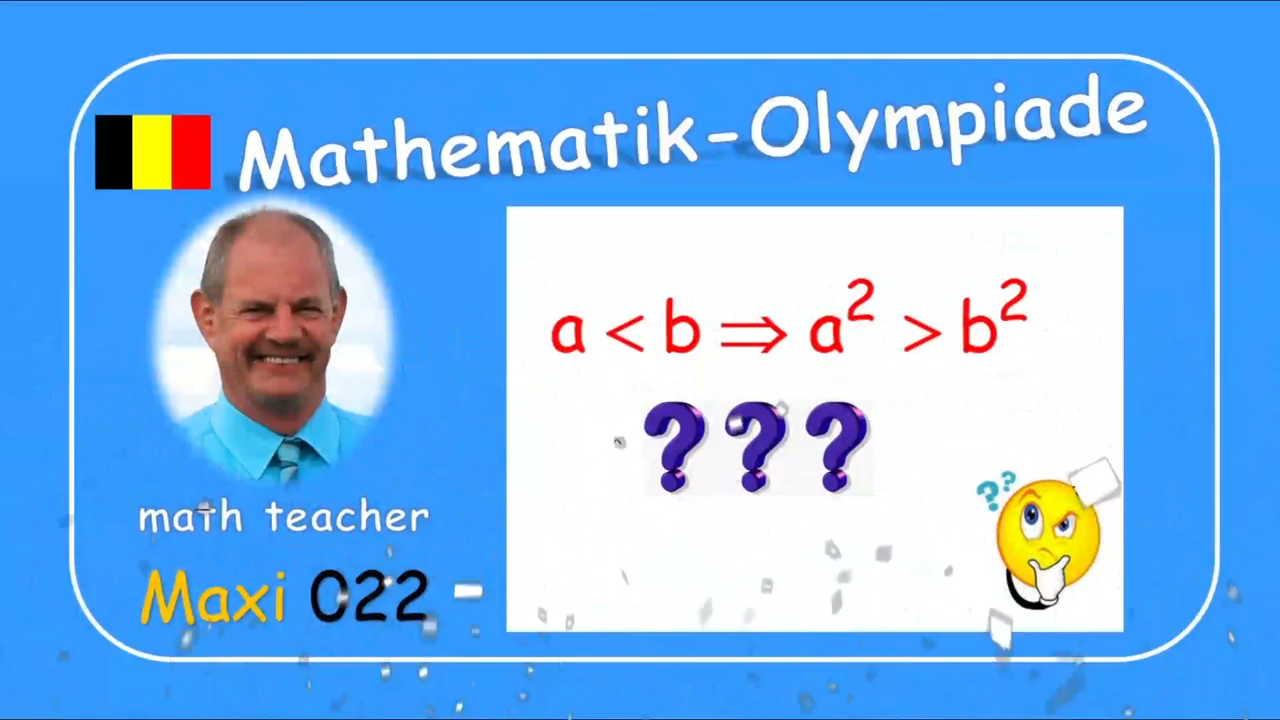 Mathematik-Olympiade
a < b ⇒ a² > b²
???
??
math teacher
Maxi 022